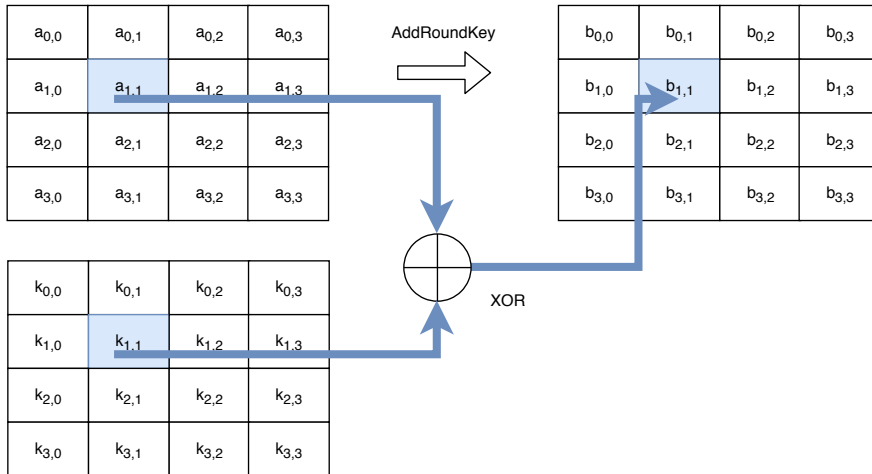 a0,0 a0,1 a0,2 a0,3
a1,0 a1,1 a1,2 a1,3
a2,0 a2,1 a2,2 a2,3
a3,0 a3,1 a3,2 a3,3
AddRoundKey
b0,0 b0,1 b0,2 b0,3
b1,0 b1,1 b1,2 b1,3
b2,0 b2,1 b2,2 b2,3
b3,0 b3,1 b3,2 b3,3
k0,0 k0,1 k0,2 k0,3
k1,0 k1,1 k1,2 k1,3
k2,0 k2,1 k2,2 k2,3
k3,0 k3,1 k3,2 k3,3
XOR